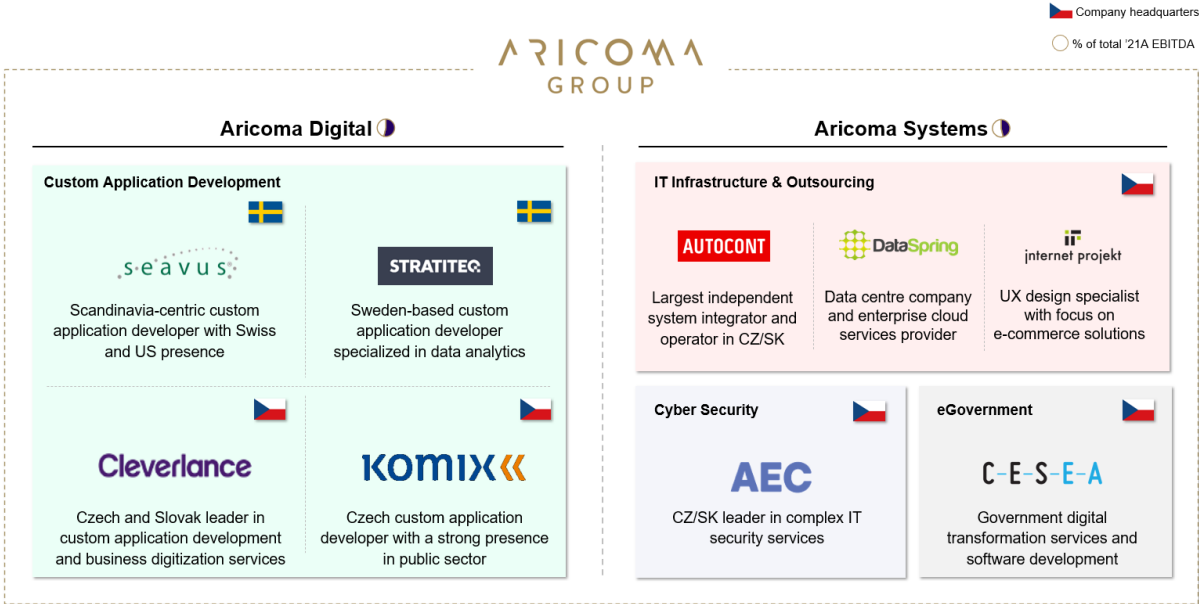 Company headquarters
% of total '21A EBITDA
ARICOMA
GROUP
Aricoma Digital
Aricoma Systems
Custom Application Development
seavus
Scandinavia-centric custom
application developer with Swiss
and US presence
STRATITEQ
Sweden-based custom
application developer
specialized in data analytics
Cleverlance
Czech and Slovak leader in
custom application development
and business digitization services
KOMIX
Czech custom application
developer with a strong presence
in public sector
IT Infrastructure & Outsourcing
AUTOCONT
Largest independent
system integrator and
operator in CZ/SK
DataSpring
Data centre company
and enterprise cloud
services provider
jnternet projekt
UX design specialist
with focus on
e-commerce solutions
Cyber Security
AEC
CZ/SK leader in complex IT
security services
eGovernment
C-E-S-E-A
Government digital
transformation services and
software development